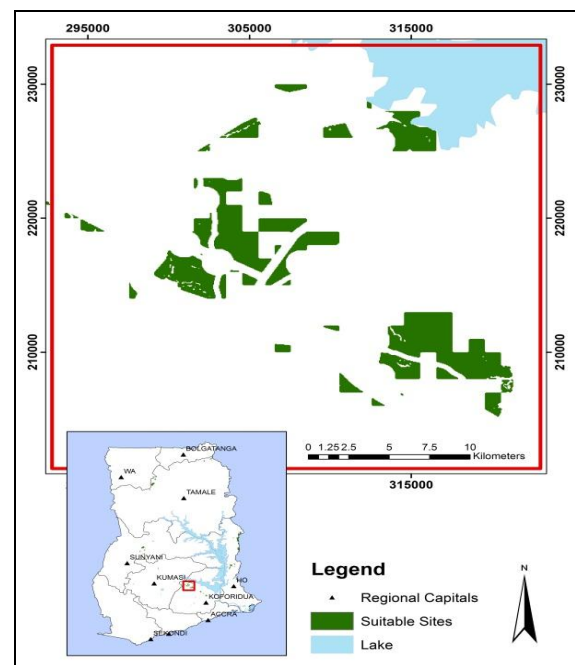 295000 305000 315000
230000 230000
220000 220000
210000 210000
0 1.25 2.5 5 7.5 10
Kilometers
315000
BOLGATANGA
WA
TAMALE
SUNYANI
KUMASI
HO
KOFORIDUA
ACCRA
SEKONDI
Legend
Regional Capitals
Suitable Sites
Lake
N